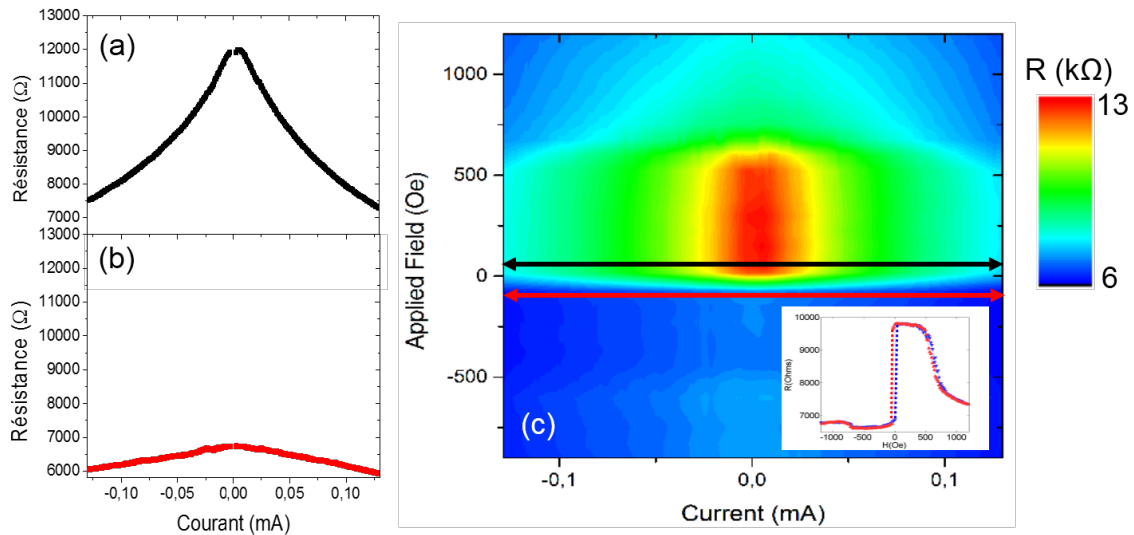 (a)
13000
12000
11000
10000
9000
8000
7000
Résistance (Ω)
(b)
13000
12000
11000
10000
9000
8000
7000
6000
Résistance (Ω)
-0,10 -0,05 0,00 0,05 0,10
Courant (mA)
1000
500
0
-500
Applied Field (Oe)
(c)
-0,1 0,0 0,1
Current (mA)
10000
9000
8000
7000
R(Ohms)
-1000 -500 0 500 1000
H(Oe)
R (kΩ)
13
6